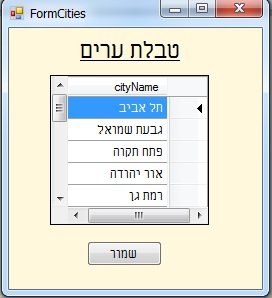 FormCities
טבלת ערים
cityName
תל אביב
גבעת שמואל
פתח תקוה
אור יהודה
רמת גן
שמור